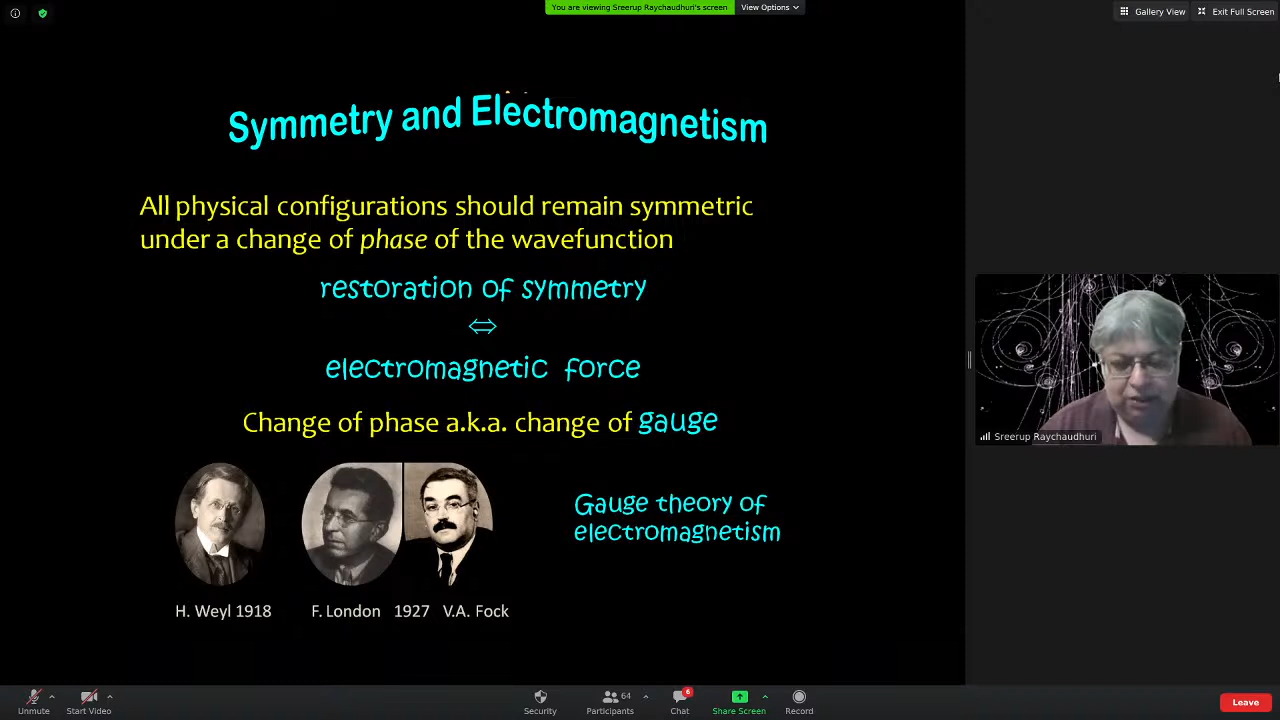 You are viewing Sreerup Raychaudhuri's screen
View Options
Gallery View
Exit Full Screen
Symmetry and Electromagnetism
All physical configurations should remain symmetric
under a change of phase of the wavefunction
restoration of symmetry
⇔
electromagnetic force
Change of phase a.k.a. change of gauge
Gauge theory of
electromagnetism
H. Weyl 1918
F. London 1927 V.A. Fock
Sreerup Raychaudhuri
Unmute
Start Video
Security
64
Participants
6
Chat
Share Screen
Record
Leave